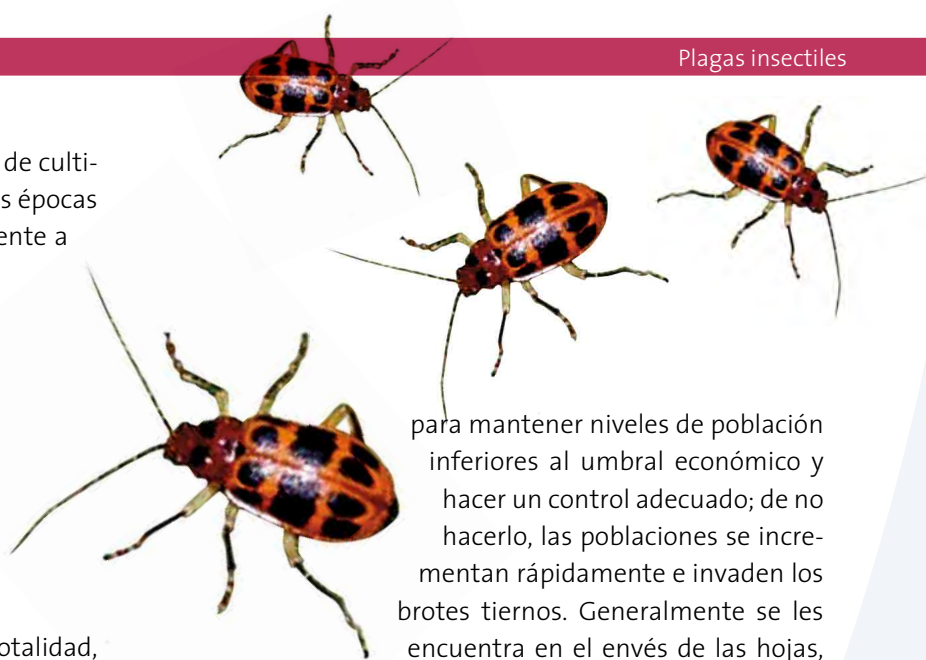 Plagas insectiles
de culti-
s épocas
ente a
otalidad,
para mantener niveles de población
inferiores al umbral económico y
hacer un control adecuado; de no
hacerlo, las poblaciones se incre-
mentan rápidamente e invaden los
brotes tiernos. Generalmente se les
encuentra en el envés de las hojas,